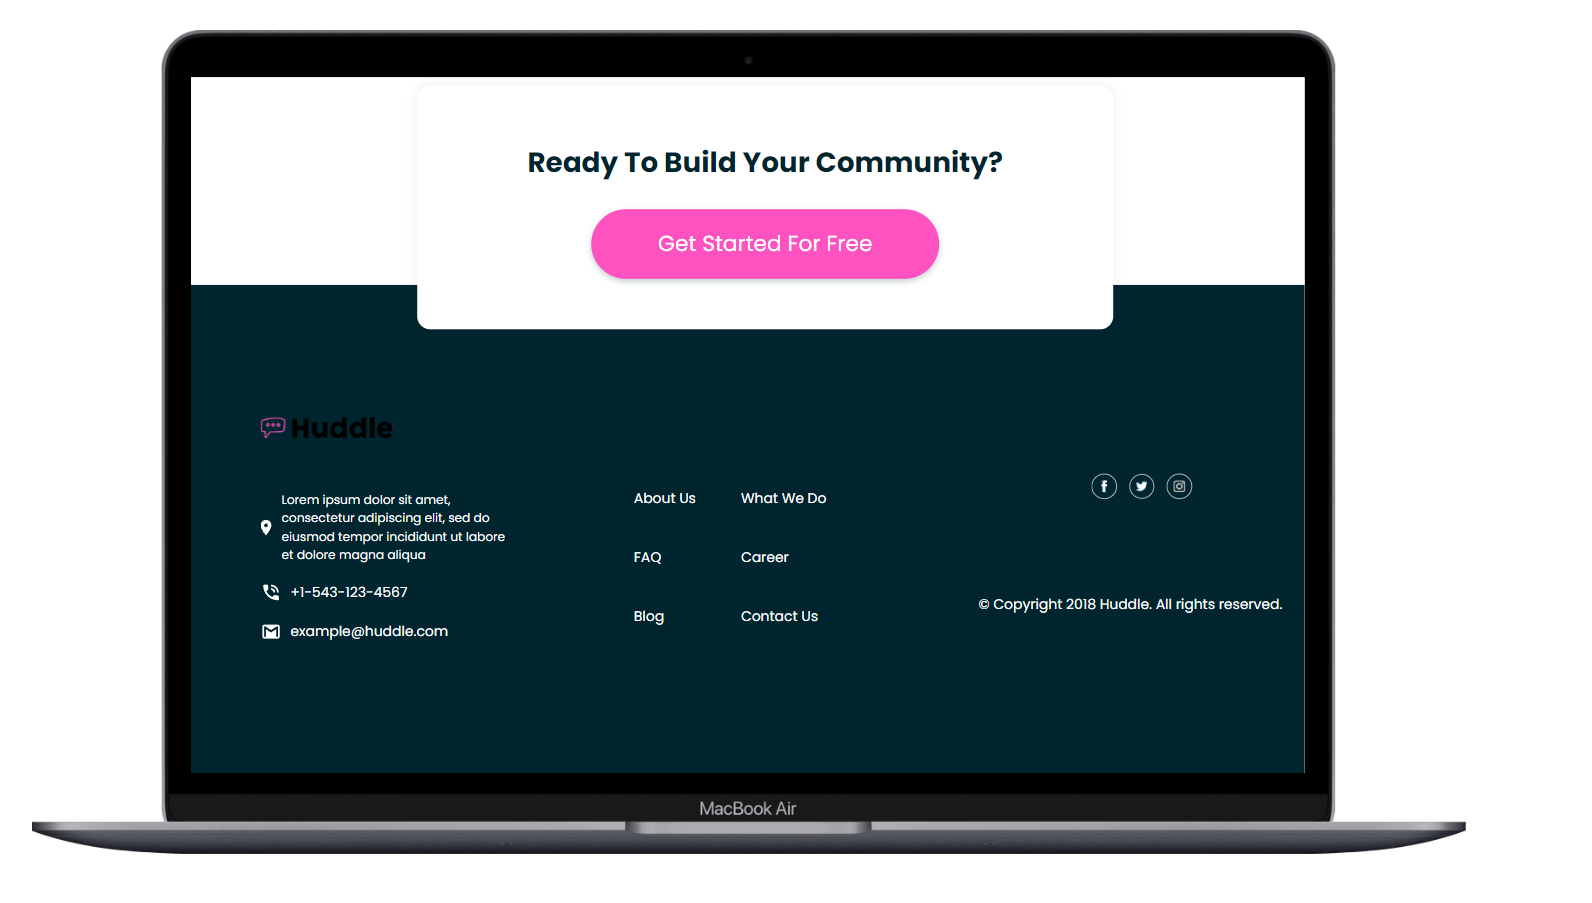 Ready To Build Your Community?
Get Started For Free
Huddle
Lorem ipsum dolor sit amet,
consectetur adipiscing elit, sed do
eiusmod tempor incididunt ut labore
et dolore magna aliqua
+1-543-123-4567
example@huddle.com
About Us
What We Do
FAQ
Career
Blog
Contact Us
© Copyright 2018 Huddle. All rights reserved.
MacBook Air